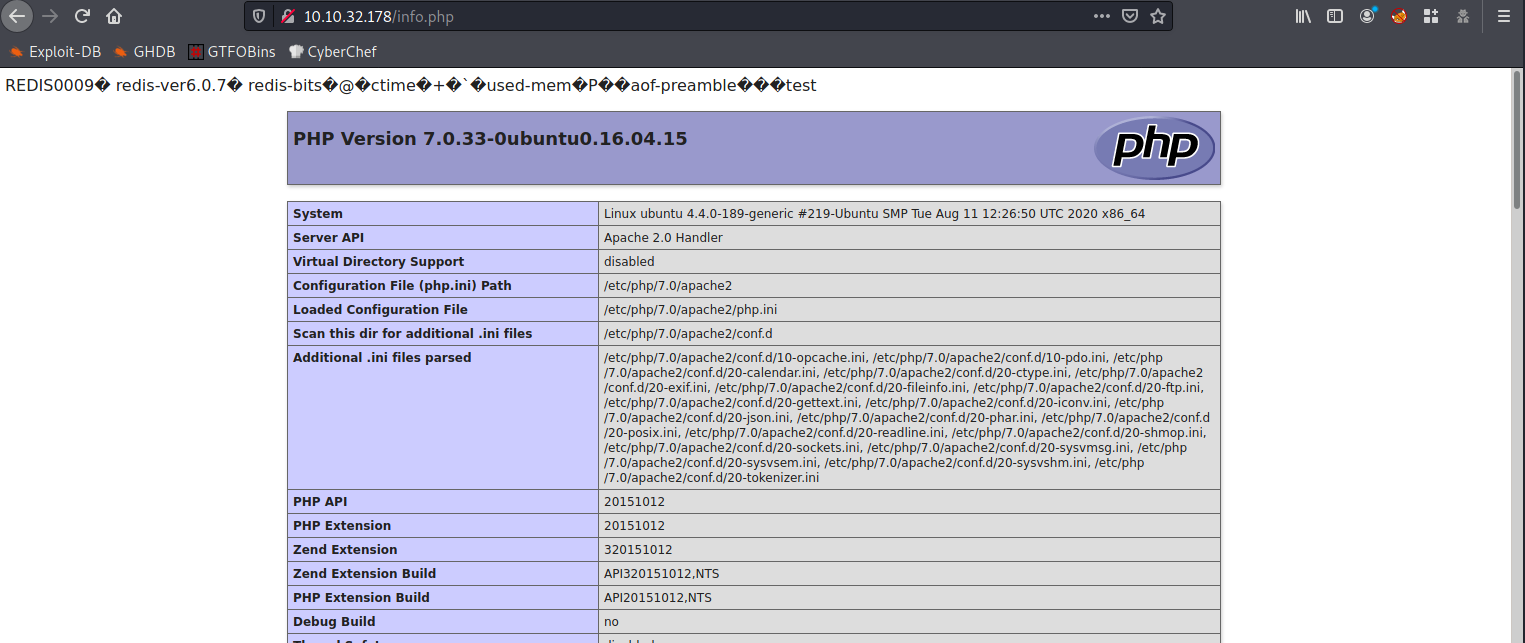 10.10.32.178/info.php
Exploit-DB GHDB GTFOBins CyberChef
REDIS0009� redis-ver6.0.7� redis-bits�@�ctime�+�`�used-mem�P��aof-preamble���test
PHP Version 7.0.33-0ubuntu0.16.04.15
php
System Linux ubuntu 4.4.0-189-generic #219-Ubuntu SMP Tue Aug 11 12:26:50 UTC 2020 x86_64
Server API Apache 2.0 Handler
Virtual Directory Support disabled
Configuration File (php.ini) Path /etc/php/7.0/apache2
Loaded Configuration File /etc/php/7.0/apache2/php.ini
Scan this dir for additional .ini files /etc/php/7.0/apache2/conf.d
Additional .ini files parsed /etc/php/7.0/apache2/conf.d/10-opcache.ini, /etc/php/7.0/apache2/conf.d/10-pdo.ini, /etc/php
/7.0/apache2/conf.d/20-calendar.ini, /etc/php/7.0/apache2/conf.d/20-ctype.ini, /etc/php/7.0/apache2
/conf.d/20-exif.ini, /etc/php/7.0/apache2/conf.d/20-fileinfo.ini, /etc/php/7.0/apache2/conf.d/20-ftp.ini,
/etc/php/7.0/apache2/conf.d/20-gettext.ini, /etc/php/7.0/apache2/conf.d/20-iconv.ini, /etc/php
/7.0/apache2/conf.d/20-json.ini, /etc/php/7.0/apache2/conf.d/20-phar.ini, /etc/php/7.0/apache2/conf.d
/20-posix.ini, /etc/php/7.0/apache2/conf.d/20-readline.ini, /etc/php/7.0/apache2/conf.d/20-shmop.ini,
/etc/php/7.0/apache2/conf.d/20-sockets.ini, /etc/php/7.0/apache2/conf.d/20-sysvmsg.ini, /etc/php
/7.0/apache2/conf.d/20-sysvsem.ini, /etc/php/7.0/apache2/conf.d/20-sysvshm.ini, /etc/php
/7.0/apache2/conf.d/20-tokenizer.ini
PHP API 20151012
PHP Extension 20151012
Zend Extension 320151012
Zend Extension Build API320151012,NTS
PHP Extension Build API20151012,NTS
Debug Build no